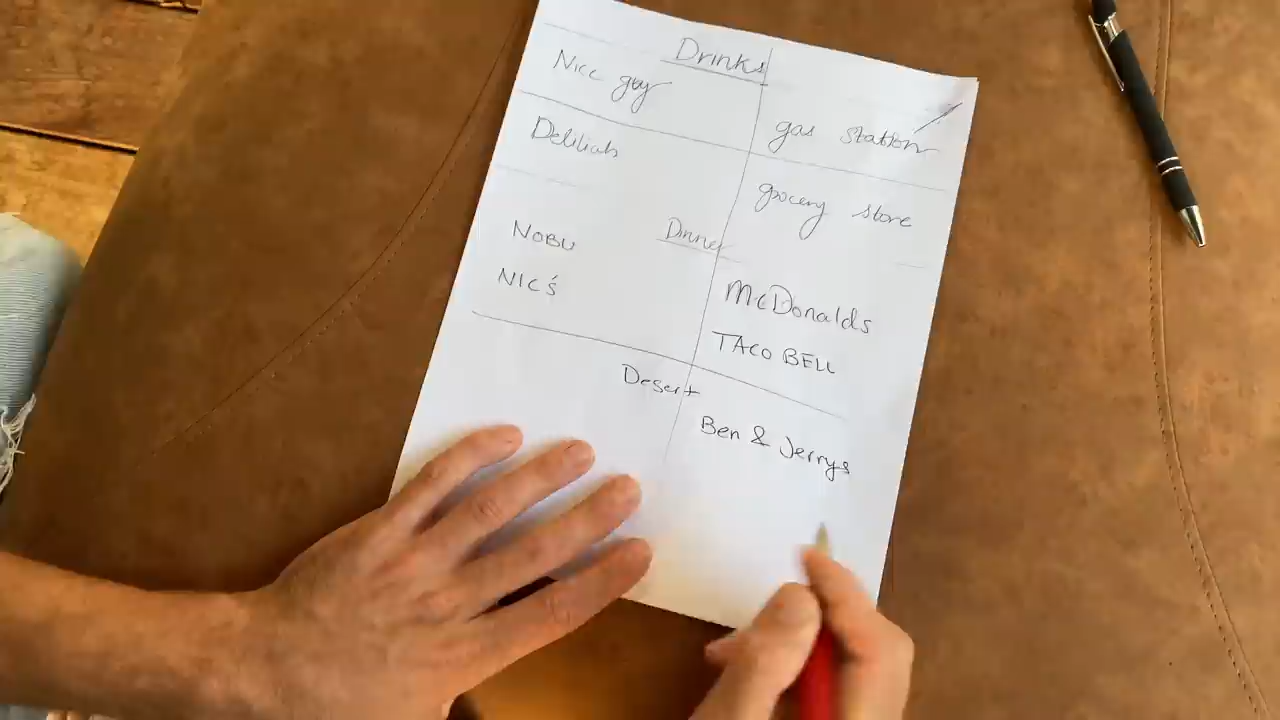 Drinks
Nice guy
gas station
Delilah
grocery store
Dinner
NOBU
NIC's
McDonalds
TACO BELL
Desert
Ben & Jerrys